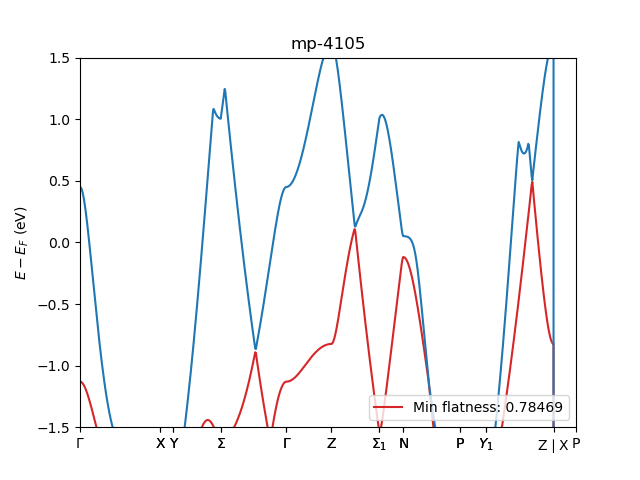 mp-4105
E − E_F (eV)
1.5
1.0
0.5
0.0
−0.5
−1.0
−1.5
Min flatness: 0.78469
Γ X Y Σ Γ Z Σ₁ N P Y₁ Z | X P